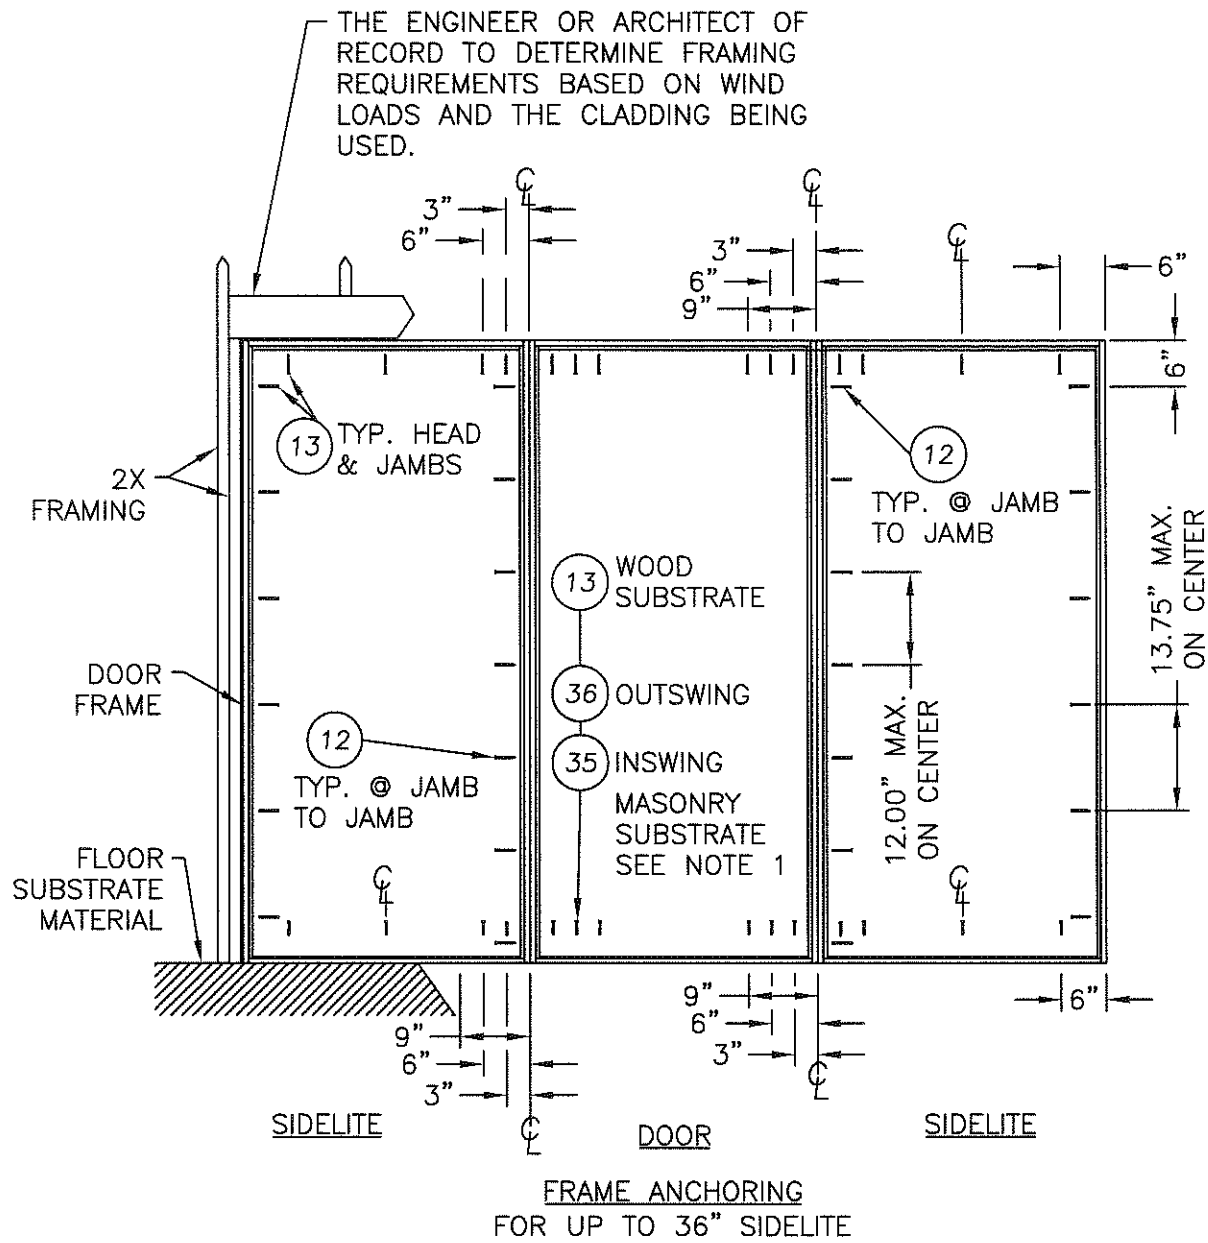 THE ENGINEER OR ARCHITECT OF
RECORD TO DETERMINE FRAMING
REQUIREMENTS BASED ON WIND
LOADS AND THE CLADDING BEING
USED.
℄
℄
℄
3"
6"
3"
6"
9"
6"
6"
13 TYP. HEAD
& JAMBS
12
TYP. @ JAMB
TO JAMB
2X
FRAMING
13 WOOD
SUBSTRATE
36 OUTSWING
35 INSWING
MASONRY
SUBSTRATE
SEE NOTE 1
13.75" MAX.
ON CENTER
12.00" MAX.
ON CENTER
DOOR
FRAME
12
TYP. @ JAMB
TO JAMB
FLOOR
SUBSTRATE
MATERIAL
℄
℄
9"
6"
3"
℄
9"
6"
3"
℄
6"
SIDELITE
DOOR
SIDELITE
FRAME ANCHORING
FOR UP TO 36" SIDELITE